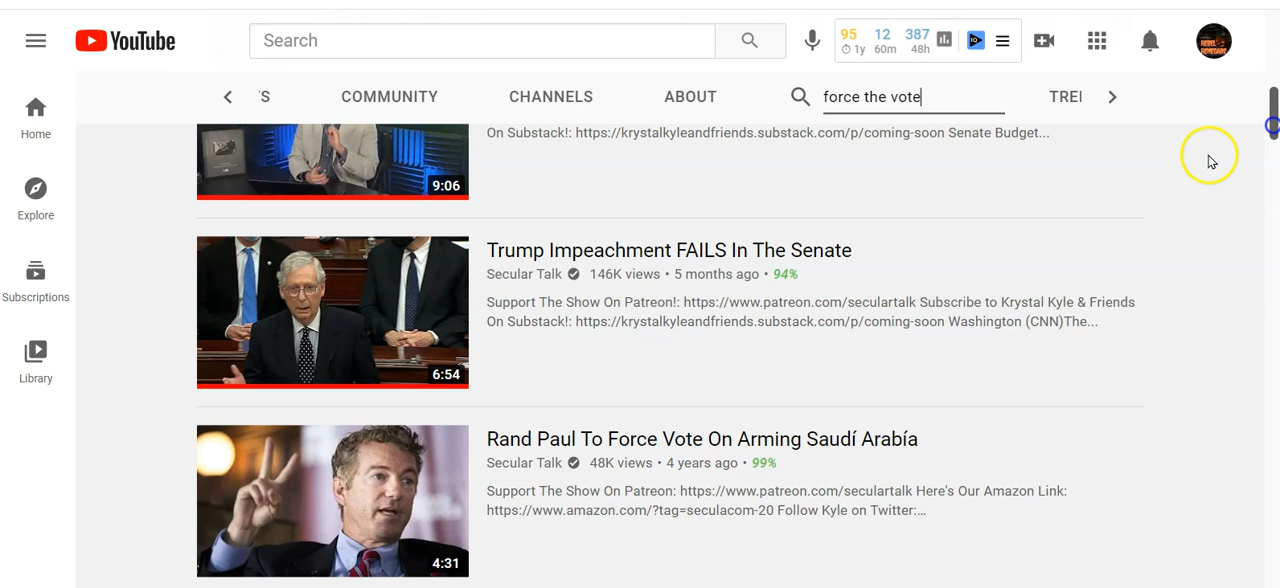 YouTube
Search
95 12 387
1y 60m 48h
IQ
'S COMMUNITY CHANNELS ABOUT force the vote TREI
Home
Explore
Subscriptions
Library
On Substack!: https://krystalkyleandfriends.substack.com/p/coming-soon Senate Budget...
9:06
Trump Impeachment FAILS In The Senate
Secular Talk 146K views • 5 months ago • 94%
Support The Show On Patreon!: https://www.patreon.com/seculartalk Subscribe to Krystal Kyle & Friends
On Substack!: https://krystalkyleandfriends.substack.com/p/coming-soon Washington (CNN)The...
6:54
Rand Paul To Force Vote On Arming Saudí Arabía
Secular Talk 48K views • 4 years ago • 99%
Support The Show On Patreon: https://www.patreon.com/seculartalk Here's Our Amazon Link:
https://www.amazon.com/?tag=seculacom-20 Follow Kyle on Twitter:...
4:31